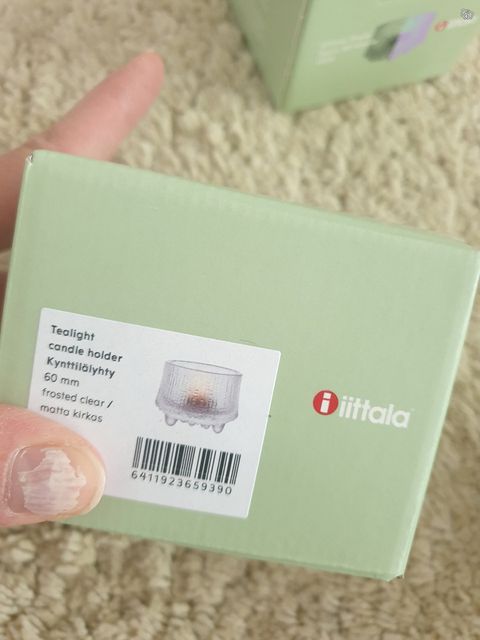 Tealight
candle holder
Kynttilälyhty
60 mm
frosted clear /
matta kirkas
6411923659390
iittala